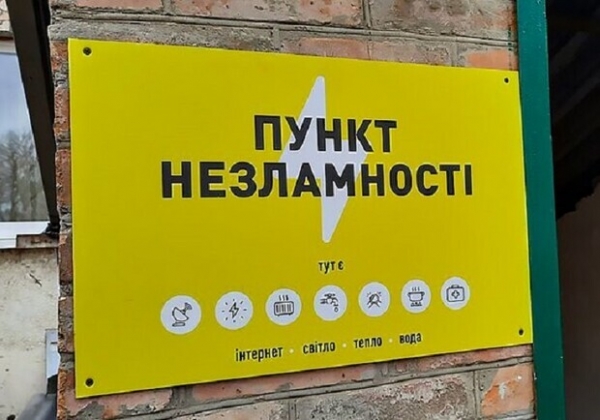 ПУНКТ
НЕЗЛАМНОСТІ
тут є
інтернет · світло · тепло · вода